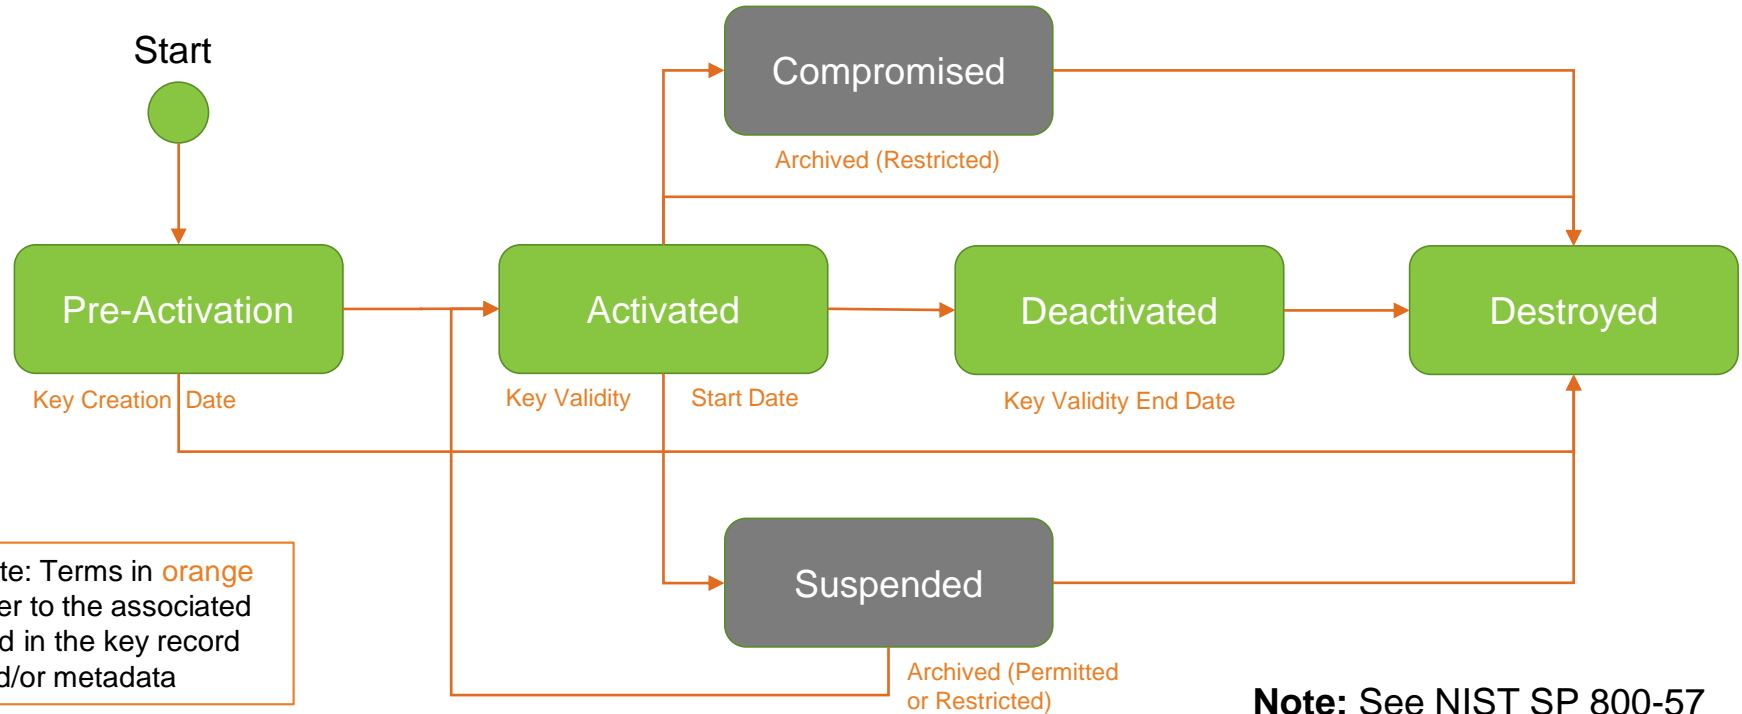 Start
Compromised
Archived (Restricted)
Pre-Activation
Activated
Deactivated
Destroyed
Key Creation Date
Key Validity Start Date
Key Validity End Date
Suspended
te: Terms in orange
er to the associated
d in the key record
d/or metadata
Archived (Permitted
or Restricted)
Note: See NIST SP 800-57